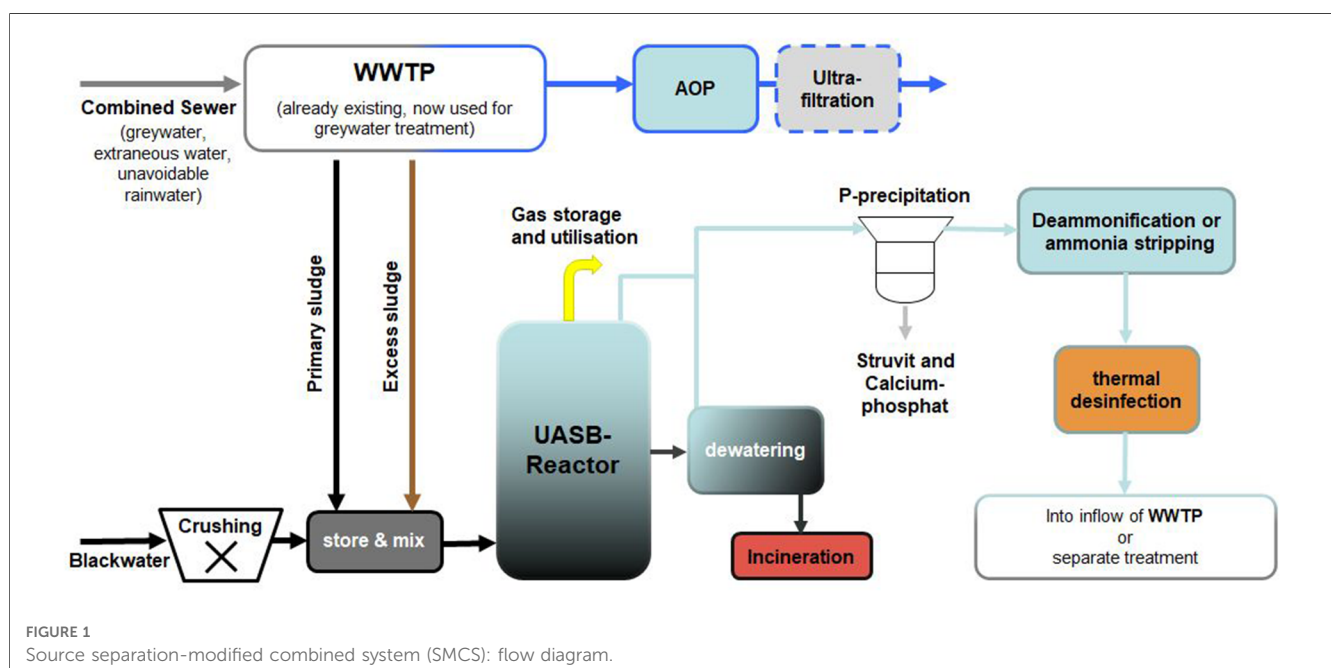 WWTP
(already existing, now used for
greywater treatment)
Combined Sewer
(greywater,
extraneous water,
unavoidable
rainwater)
AOP
Ultra-
filtration
Primary sludge
Excess sludge
Gas storage
and utilisation
P-precipitation
Deammonification or
ammonia stripping
Struvit and
Calcium-
phosphat
thermal
desinfection
UASB-
Reactor
dewatering
Crushing
Blackwater
store & mix
Incineration
Into inflow of WWTP
or
separate treatment
FIGURE 1
Source separation-modified combined system (SMCS): flow diagram.